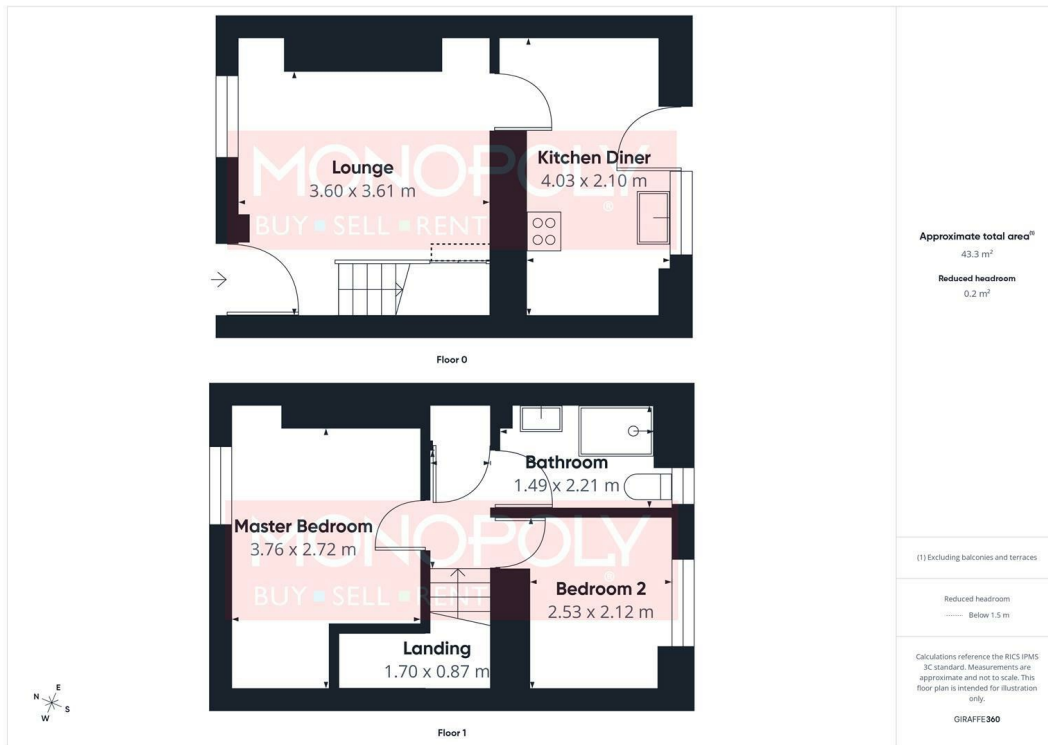 MONOPOLY
BUY SELL RENT
®
Lounge
3.60 x 3.61 m
Kitchen Diner
4.03 x 2.10 m
Floor 0
MONOPOLY
BUY SELL RENT
®
Bathroom
1.49 x 2.21 m
Master Bedroom
3.76 x 2.72 m
Bedroom 2
2.53 x 2.12 m
Landing
1.70 x 0.87 m
Floor 1
N E S W
Approximate total area(1)
43.3 m²
Reduced headroom
0.2 m²
(1) Excluding balconies and terraces
Reduced headroom
Below 1.5 m
Calculations reference the RICS IPMS
3C standard. Measurements are
approximate and not to scale. This
floor plan is intended for illustration
only.
GIRAFFE360